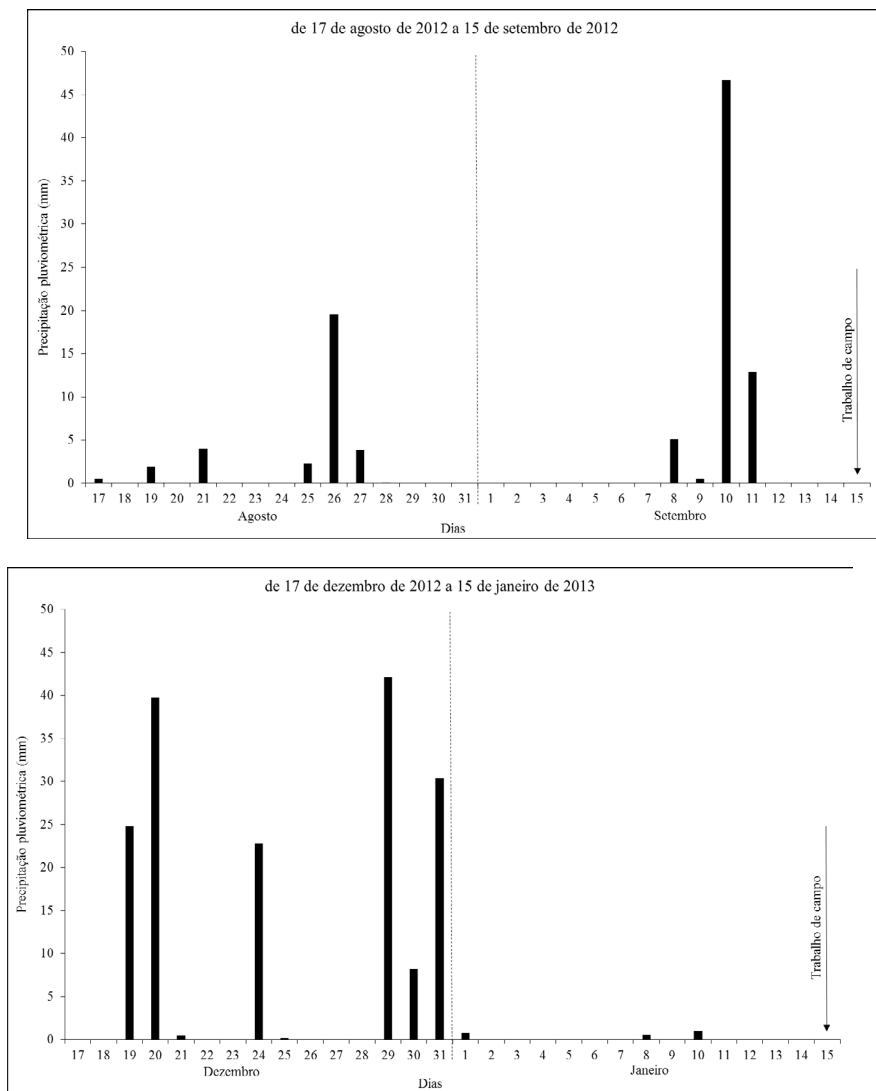 de 17 de agosto de 2012 a 15 de setembro de 2012
50
45
40
35
30
25
20
15
10
5
0
Precipitação pluviométrica (mm)
Trabalho de campo
17 18 19 20 21 22 23 24 25 26 27 28 29 30 31 1 2 3 4 5 6 7 8 9 10 11 12 13 14 15
Agosto Setembro
Dias
de 17 de dezembro de 2012 a 15 de janeiro de 2013
50
45
40
35
30
25
20
15
10
5
0
Precipitação pluviométrica (mm)
Trabalho de campo
17 18 19 20 21 22 23 24 25 26 27 28 29 30 31 1 2 3 4 5 6 7 8 9 10 11 12 13 14 15
Dezembro Janeiro
Dias